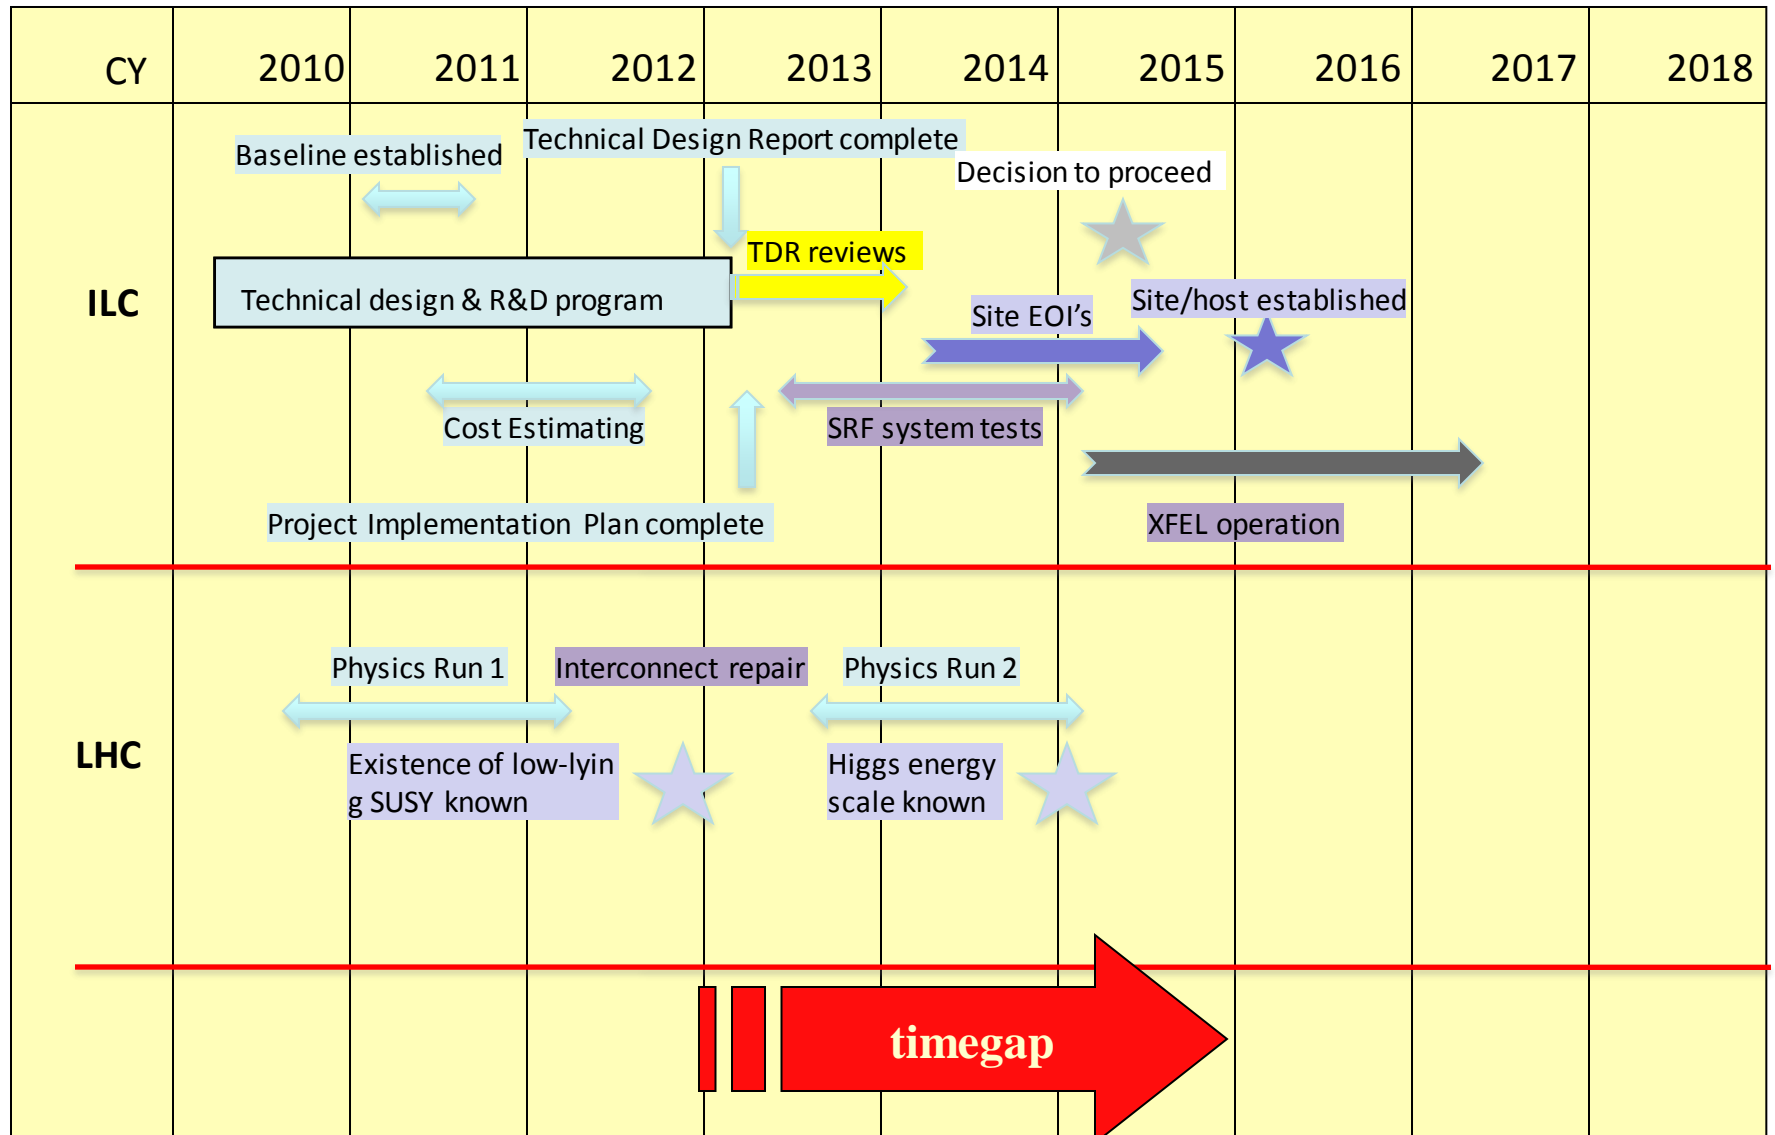 CY 2010 2011 2012 2013 2014 2015 2016 2017 2018
Technical Design Report complete
Baseline established
Decision to proceed
TDR reviews
ILC
Technical design & R&D program
Site/host established
Site EOI's
Cost Estimating
SRF system tests
Project Implementation Plan complete
XFEL operation
Physics Run 1
Interconnect repair
Physics Run 2
LHC
Existence of low-lyin
g SUSY known
Higgs energy
scale known
timegap